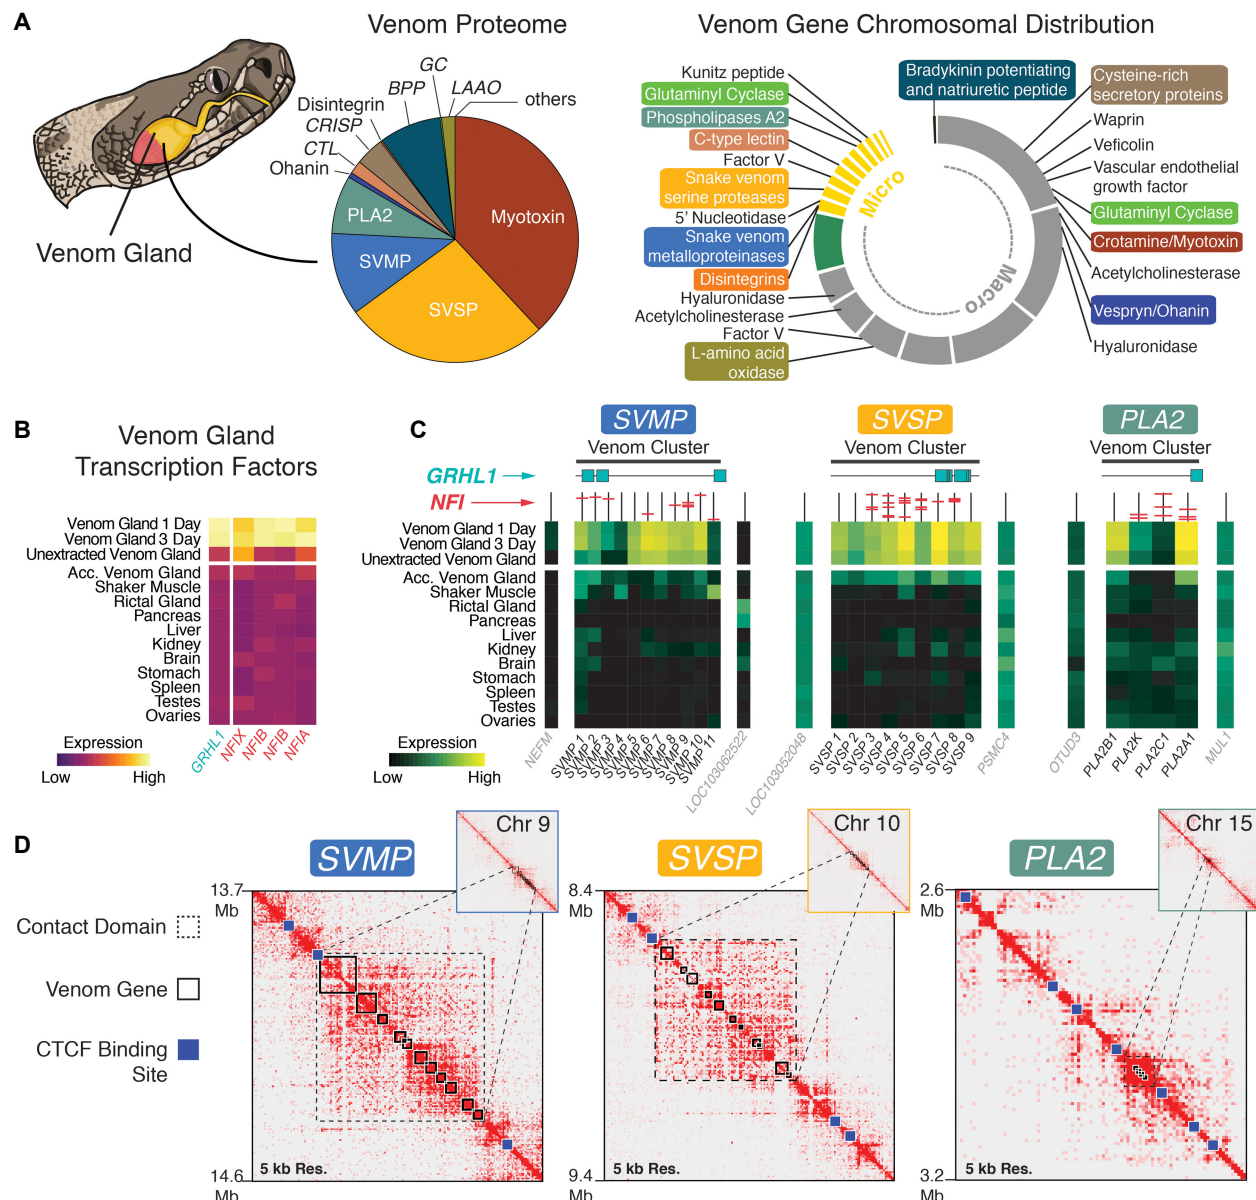 A
Venom Proteome
Venom Gene Chromosomal Distribution
Venom Gland
GC
BPP
LAAO
others
Disintegrin
CRISP
CTL
Ohanin
PLA2
SVMP
SVSP
Myotoxin
Kunitz peptide
Glutaminyl Cyclase
Phospholipases A2
C-type lectin
Factor V
Snake venom
serine proteases
5' Nucleotidase
Snake venom
metalloproteinases
Disintegrins
Hyaluronidase
Acetylcholinesterase
Factor V
L-amino acid
oxidase
Micro
Macro
Bradykinin potentiating
and natriuretic peptide
Cysteine-rich
secretory proteins
Waprin
Veficolin
Vascular endothelial
growth factor
Glutaminyl Cyclase
Crotamine/Myotoxin
Acetylcholinesterase
Vespryn/Ohanin
Hyaluronidase
B
Venom Gland
Transcription Factors
Venom Gland 1 Day
Venom Gland 3 Day
Unextracted Venom Gland
Acc. Venom Gland
Shaker Muscle
Rictal Gland
Pancreas
Liver
Kidney
Brain
Stomach
Spleen
Testes
Ovaries
GRHL1
NFIX
NFIB
NFIB
NFIA
Expression
Low
High
C
SVMP
Venom Cluster
SVSP
Venom Cluster
PLA2
Venom Cluster
GRHL1
NFI
Venom Gland 1 Day
Venom Gland 3 Day
Unextracted Venom Gland
Acc. Venom Gland
Shaker Muscle
Rictal Gland
Pancreas
Liver
Kidney
Brain
Stomach
Spleen
Testes
Ovaries
Expression
Low
High
NEFM
SVMP 1
SVMP 2
SVMP 3
SVMP 4
SVMP 5
SVMP 6
SVMP 7
SVMP 8
SVMP 9
SVMP 10
SVMP 11
LOC103062522
LOC103052048
SVSP 1
SVSP 2
SVSP 3
SVSP 4
SVSP 5
SVSP 6
SVSP 7
SVSP 8
SVSP 9
PSMC4
OTUD3
PLA2B1
PLA2K
PLA2C1
PLA2A1
MUL1
D
Contact Domain
Venom Gene
CTCF Binding
Site
SVMP
Chr 9
13.7
Mb
14.6
Mb
5 kb Res.
SVSP
Chr 10
8.4
Mb
9.4
Mb
5 kb Res.
PLA2
Chr 15
2.6
Mb
3.2
Mb
5 kb Res.